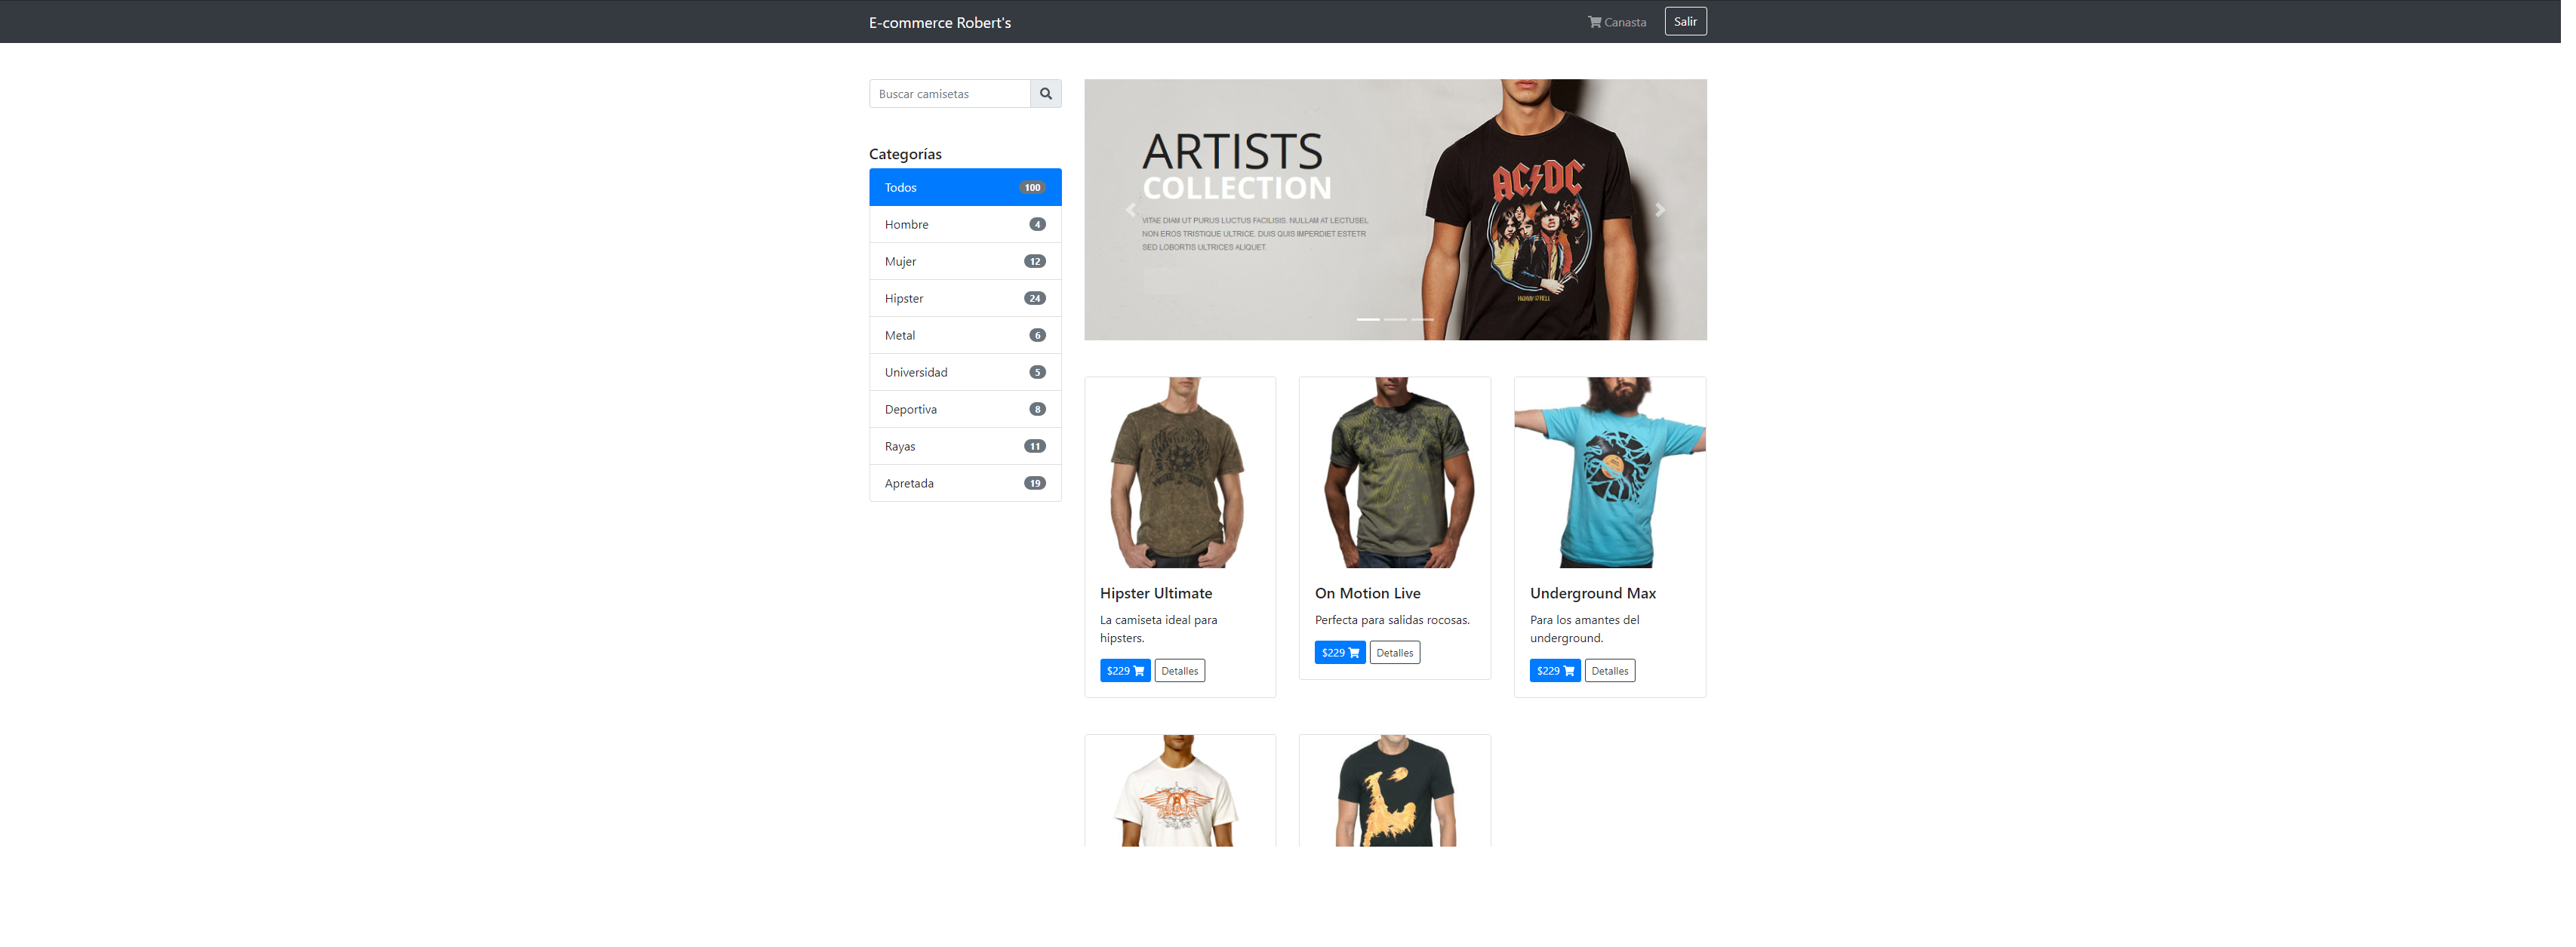 E-commerce Robert's
Canasta
Salir
Buscar camisetas
Categorías
Todos 100
Hombre 4
Mujer 12
Hipster 24
Metal 6
Universidad 5
Deportiva 8
Rayas 11
Apretada 19
ARTISTS
COLLECTION
VITAE DIAM UT PURUS LUCTUS FACILISIS. NULLAM AT LECTUSEL
NON EROS TRISTIQUE ULTRICE. DUIS QUIS IMPERDIET ESTETR
SED LOBORTIS ULTRICES ALIQUET.
AC DC
HIGHWAY TO HELL
Hipster Ultimate
La camiseta ideal para
hipsters.
$229 Detalles
On Motion Live
Perfecta para salidas rocosas.
$229 Detalles
Underground Max
Para los amantes del
underground.
$229 Detalles